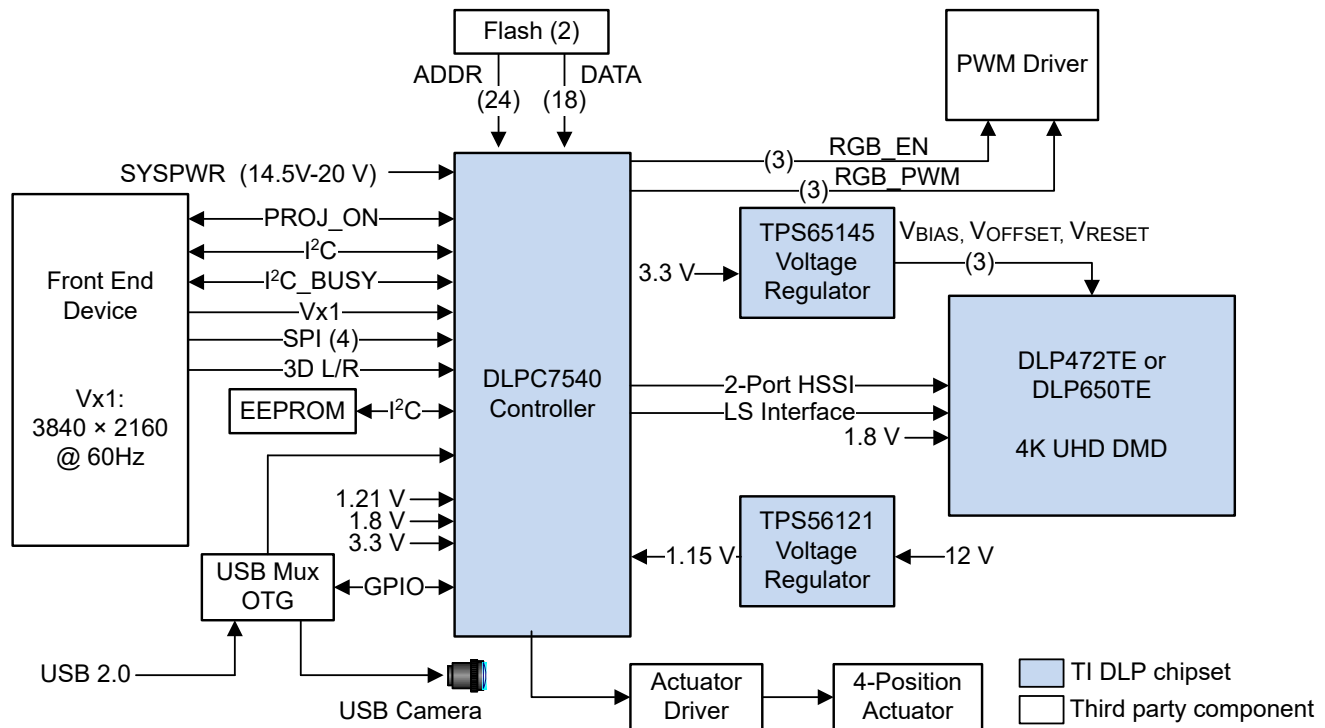 Flash (2)
ADDR
DATA
(24)
(18)
PWM Driver
RGB_EN
(3)
RGB_PWM
(3)
SYSPWR (14.5V-20 V)
PROJ_ON
I²C
I²C_BUSY
Vx1
SPI (4)
3D L/R
Front End
Device
Vx1:
3840 × 2160
@ 60Hz
EEPROM
I²C
1.21 V
1.8 V
3.3 V
USB Mux
OTG
GPIO
USB 2.0
USB Camera
DLPC7540
Controller
3.3 V
TPS65145
Voltage
Regulator
VBIAS, VOFFSET, VRESET
(3)
2-Port HSSI
LS Interface
1.8 V
DLP472TE or
DLP650TE
4K UHD DMD
1.15 V
TPS56121
Voltage
Regulator
12 V
Actuator
Driver
4-Position
Actuator
TI DLP chipset
Third party component